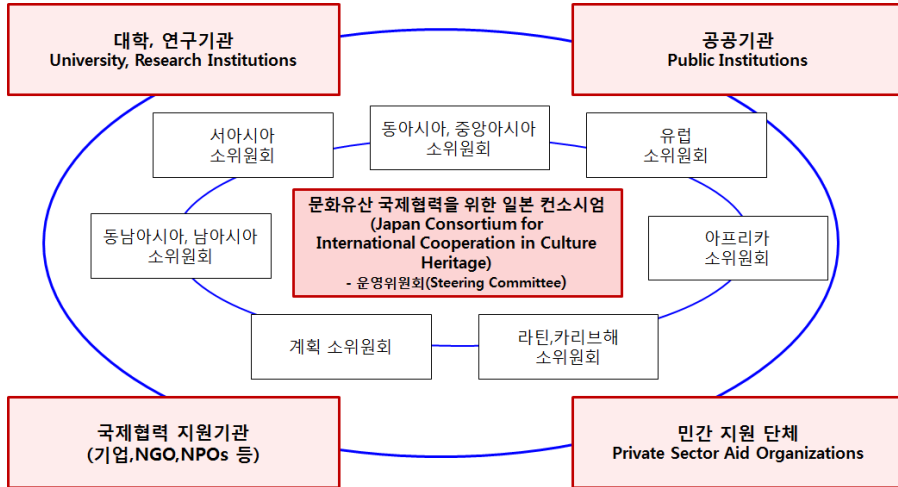 대학, 연구기관
University, Research Institutions
공공기관
Public Institutions
서아시아
소위원회
동아시아, 중앙아시아
소위원회
유럽
소위원회
동남아시아, 남아시아
소위원회
문화유산 국제협력을 위한 일본 컨소시엄
(Japan Consortium for
International Cooperation in Culture
Heritage)
- 운영위원회(Steering Committee)
아프리카
소위원회
계획 소위원회
라틴,카리브해
소위원회
국제협력 지원기관
(기업,NGO,NPOs 등)
민간 지원 단체
Private Sector Aid Organizations